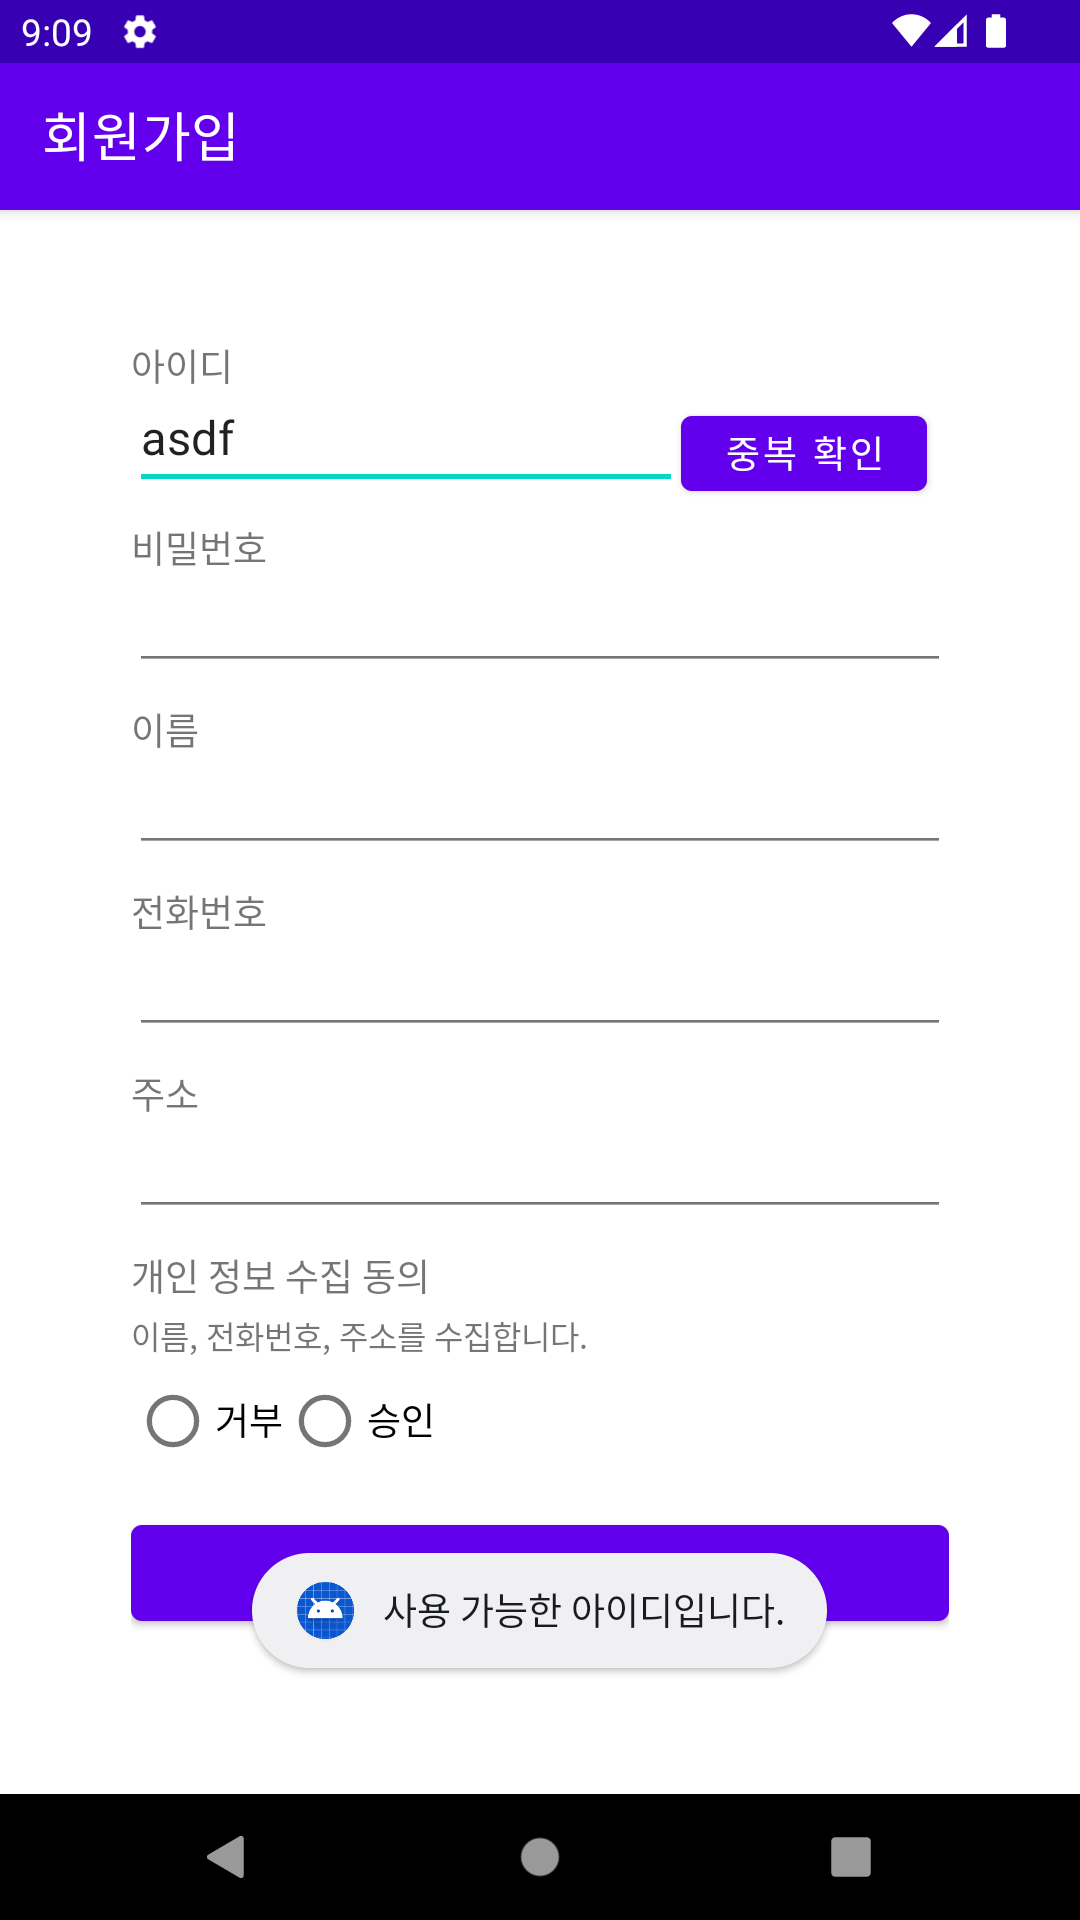 9:09
회원가입
아이디
asdf
중복 확인
비밀번호
이름
전화번호
주소
개인 정보 수집 동의
이름, 전화번호, 주소를 수집합니다.
거부 승인
사용 가능한 아이디입니다.